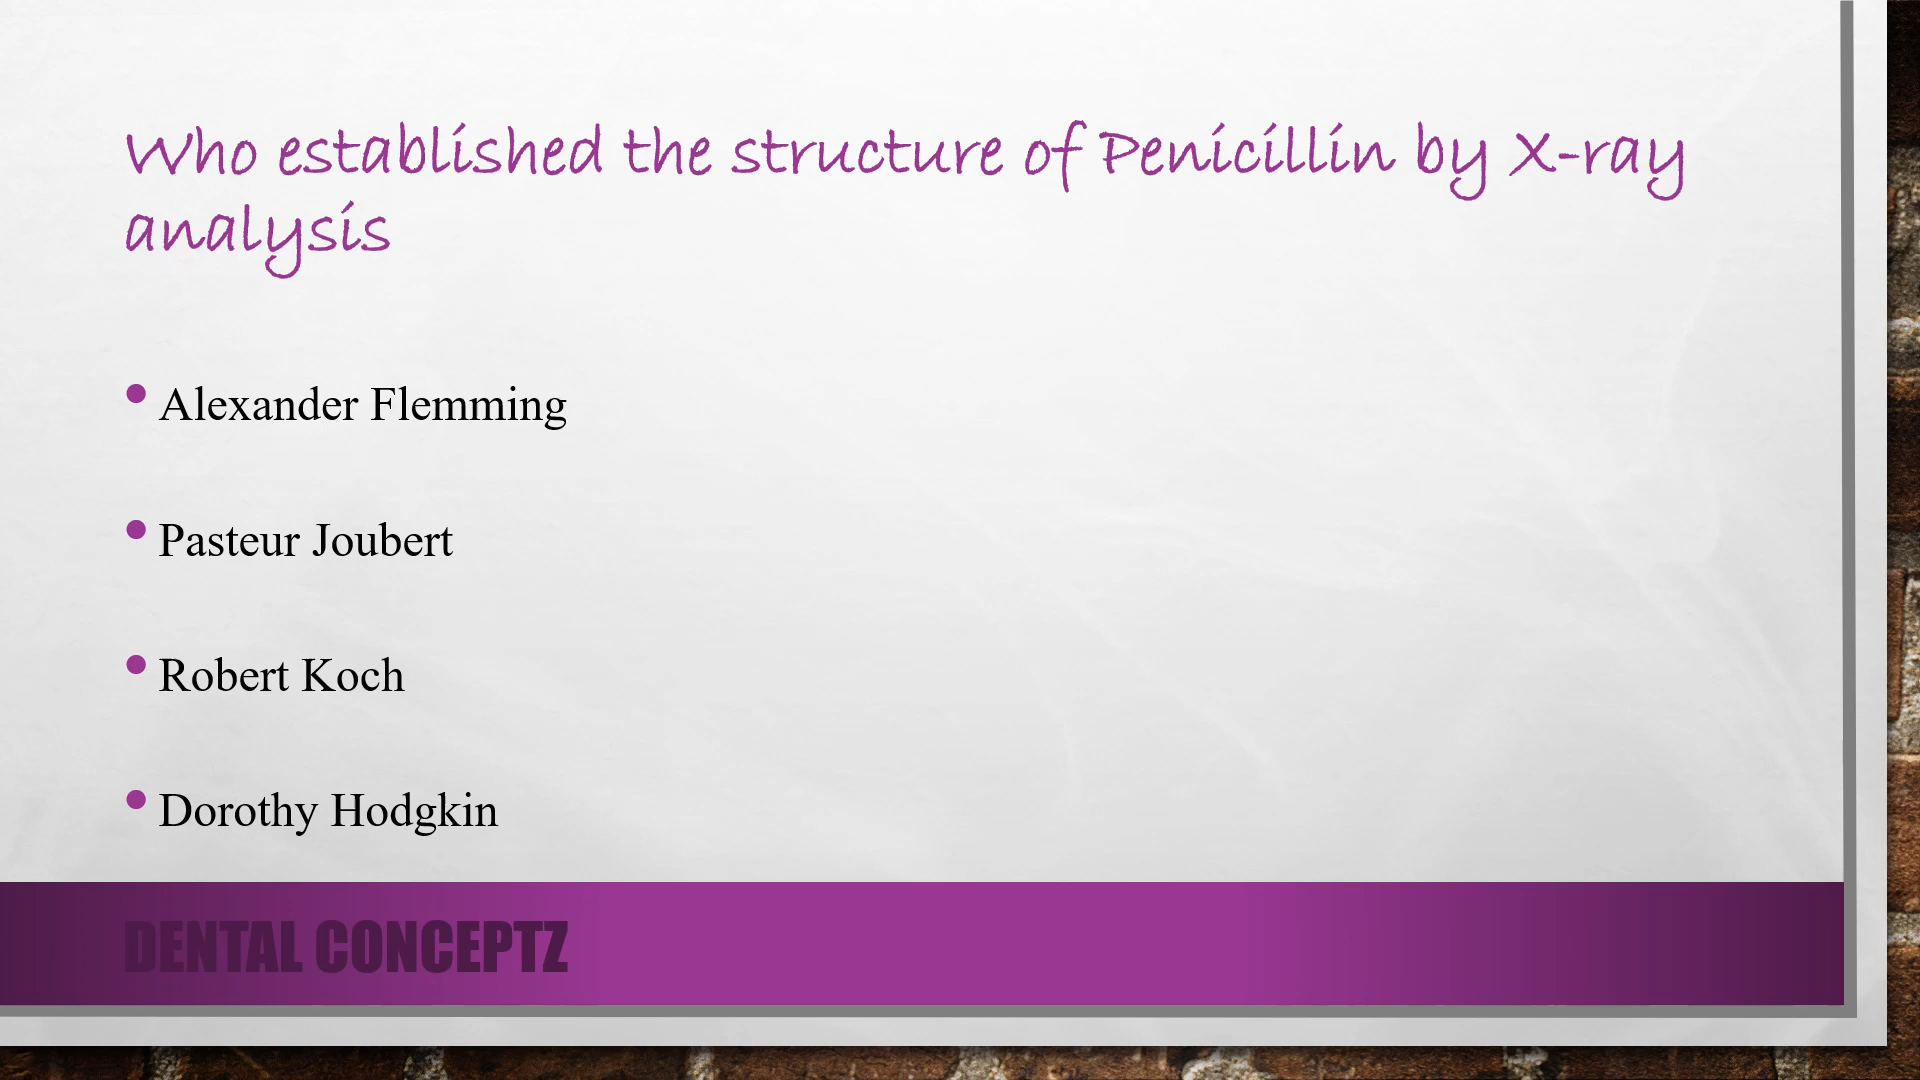 Who established the structure of Penicillin by X-ray
analysis
• Alexander Flemming
• Pasteur Joubert
• Robert Koch
• Dorothy Hodgkin
DENTAL CONCEPTZ